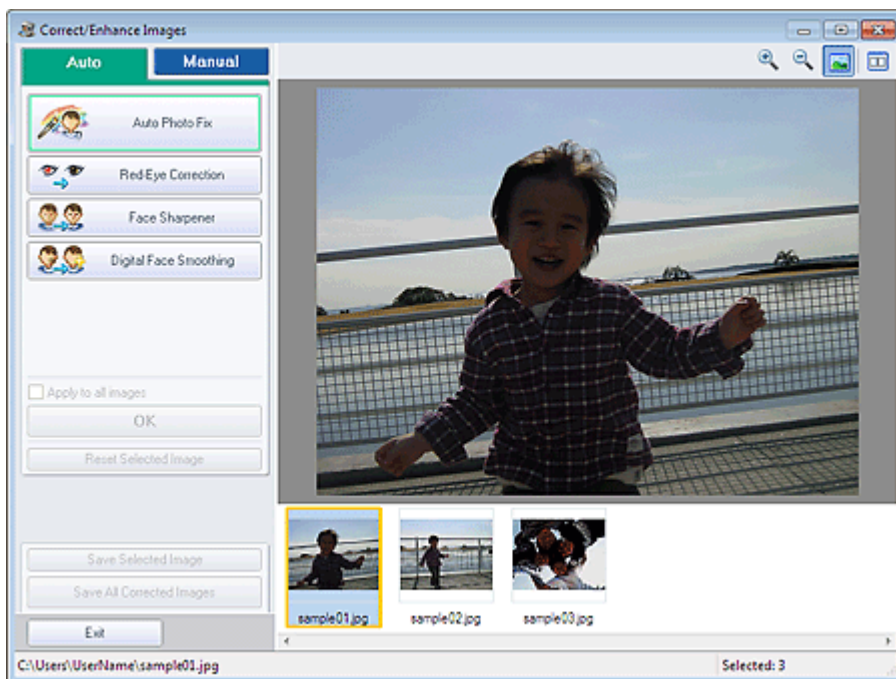 Correct/Enhance Images
Auto
Manual
Auto Photo Fix
Red-Eye Correction
Face Sharpener
Digital Face Smoothing
Apply to all images
OK
Reset Selected Image
Save Selected Image
Save All Corrected Images
Exit
sample01.jpg
sample02.jpg
sample03.jpg
C:\Users\UserName\sample01.jpg
Selected: 3